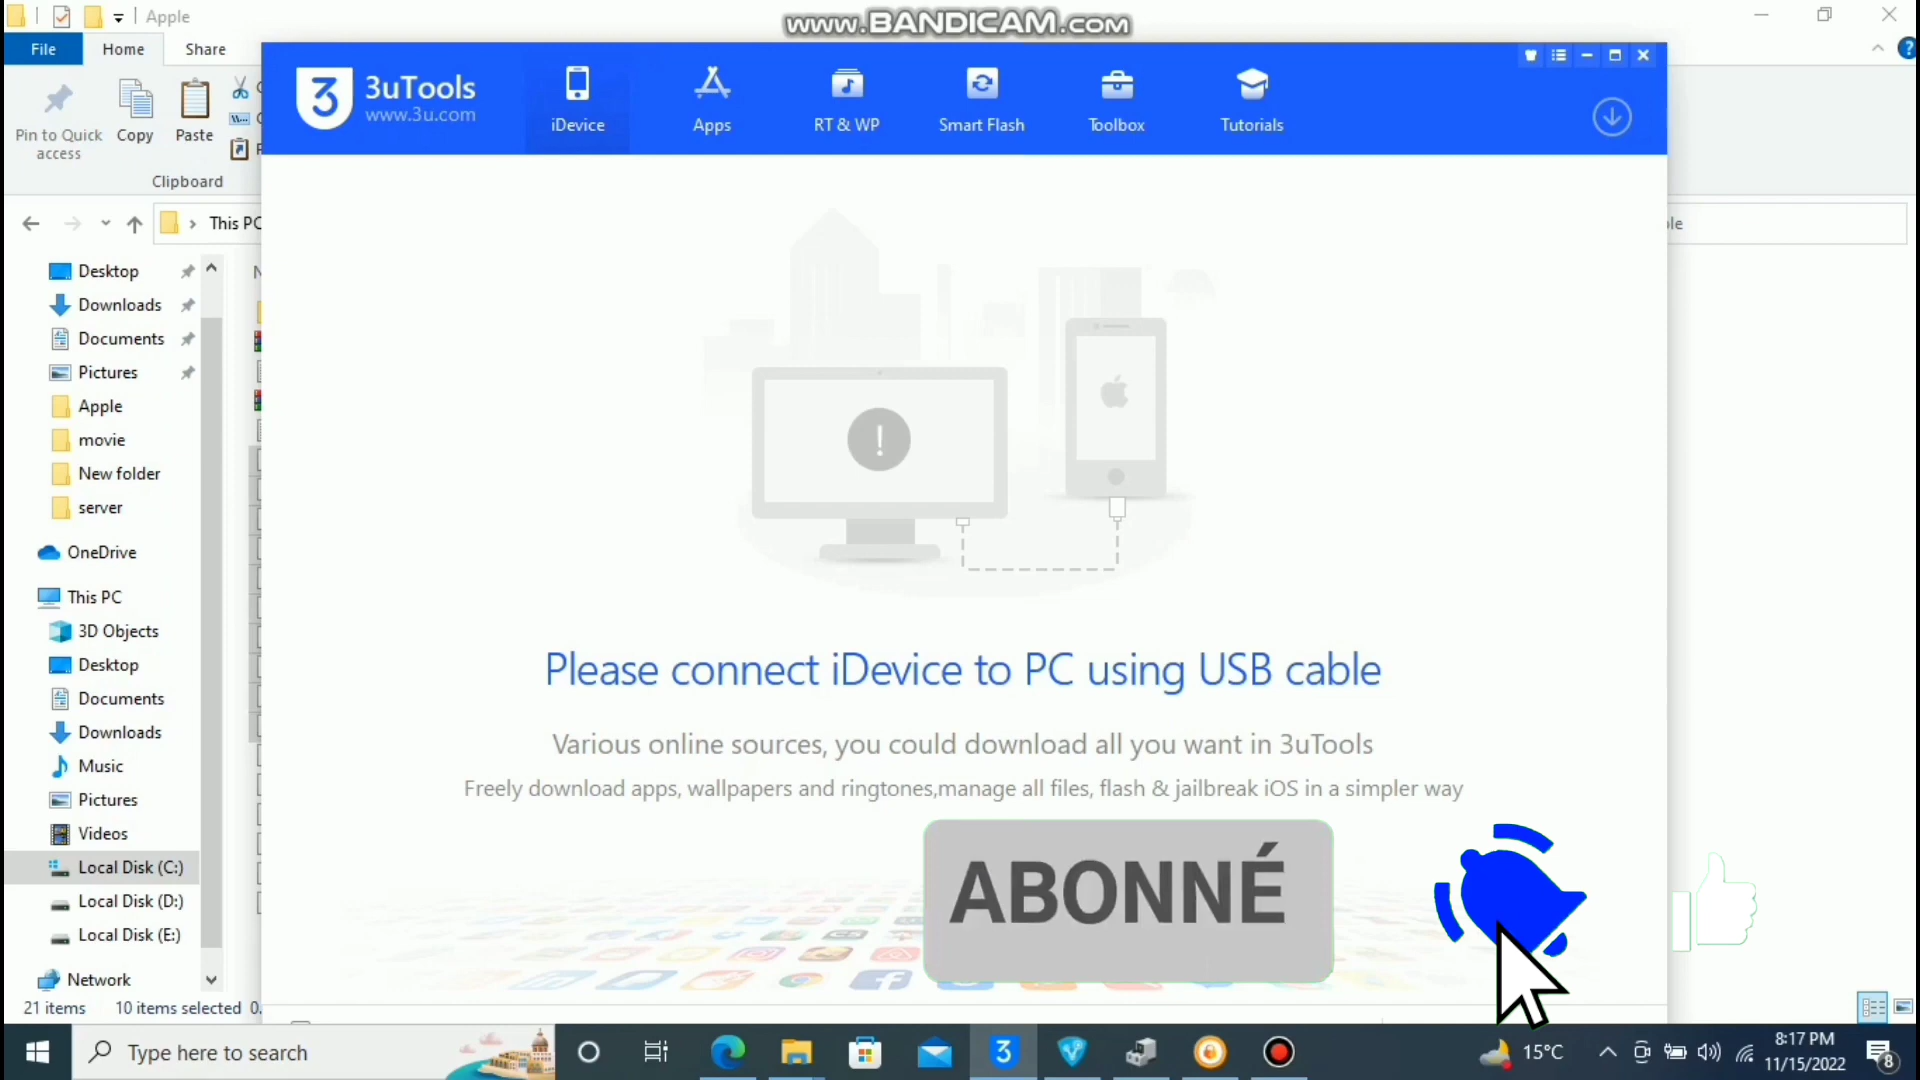 Apple
www.BANDICAM.com
File
Home
Share
Pin to Quick
access
Copy
Paste
Clipboard
3
3uTools
www.3u.com
iDevice
Apps
RT & WP
Smart Flash
Toolbox
Tutorials
This PC
Desktop
Downloads
Documents
Pictures
Apple
movie
New folder
server
OneDrive
This PC
3D Objects
Desktop
Documents
Downloads
Music
Pictures
Videos
Local Disk (C:)
Local Disk (D:)
Local Disk (E:)
Network
21 items
10 items selected
Please connect iDevice to PC using USB cable
Various online sources, you could download all you want in 3uTools
Freely download apps, wallpapers and ringtones,manage all files, flash & jailbreak iOS in a simpler way
ABONNÉ
Type here to search
3
15°C
8:17 PM
11/15/2022
8